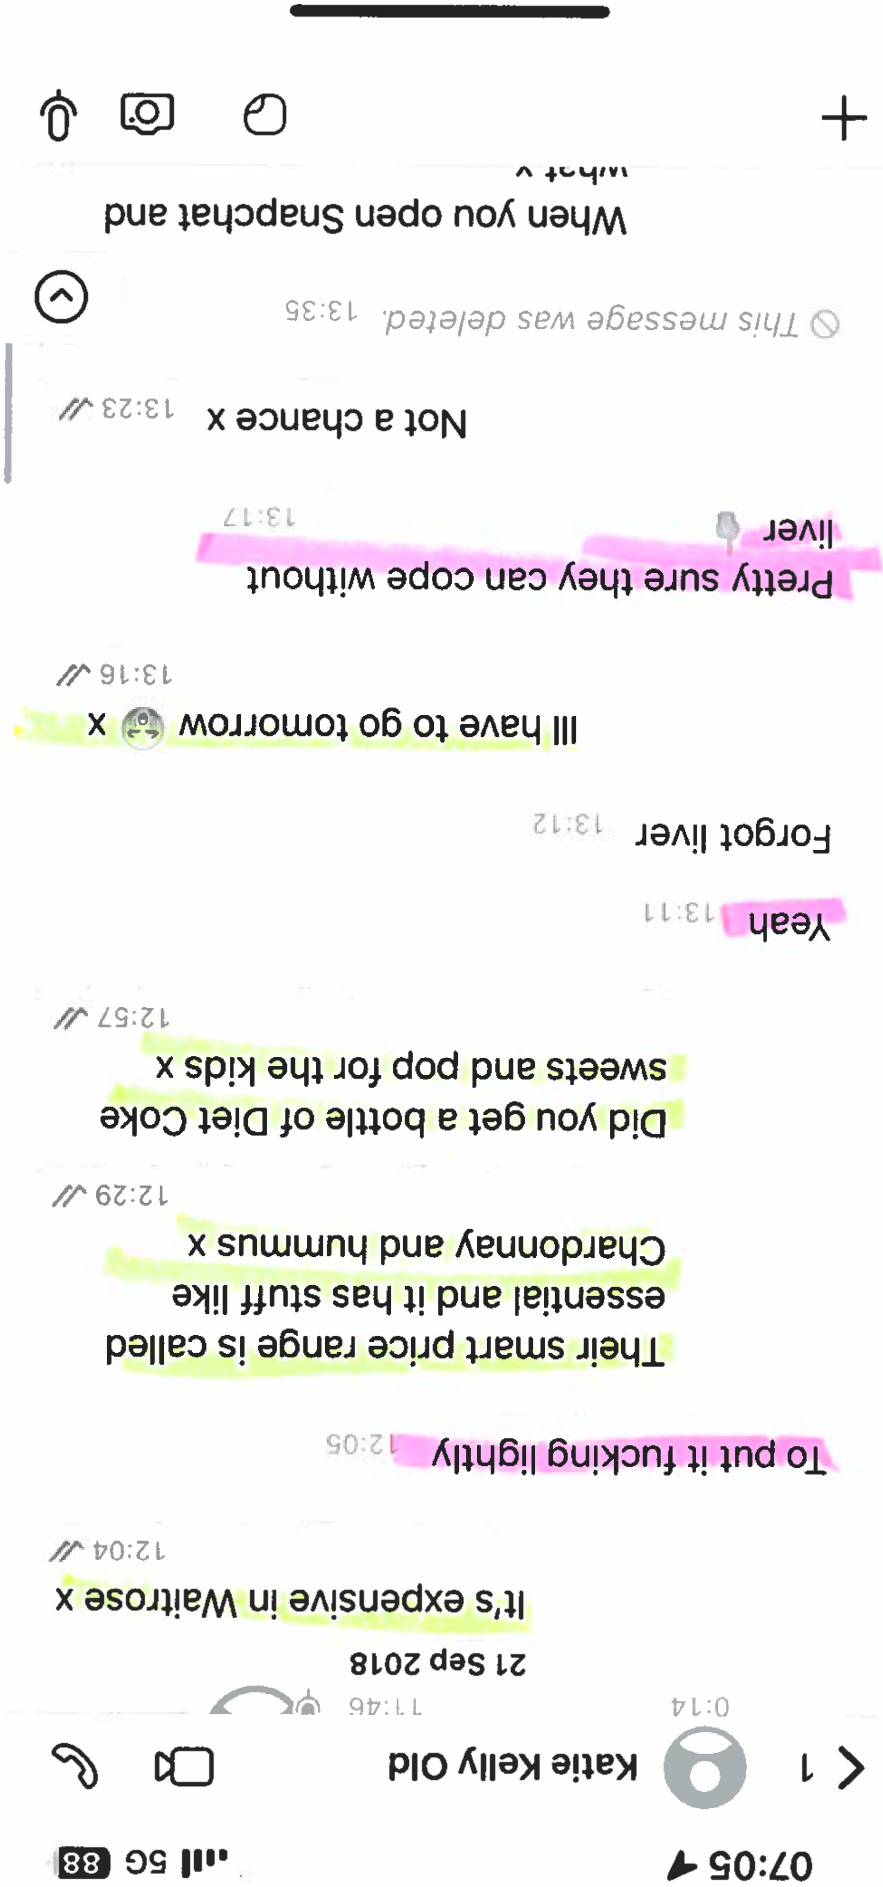 07:05 5G 88
1 Katie Kelly Old
0:14 11:46
21 Sep 2018
It's expensive in Waitrose x
12:04
To put it fucking lightly 12:05
Their smart price range is called
essential and it has stuff like
Chardonnay and hummus x
12:29
Did you get a bottle of Diet Coke
sweets and pop for the kids x
12:57
Yeah 13:11
Forgot liver 13:12
Ill have to go tomorrow x
13:16
Pretty sure they can cope without
liver 13:17
Not a chance x 13:23
This message was deleted. 13:35
When you open Snapchat and
what x